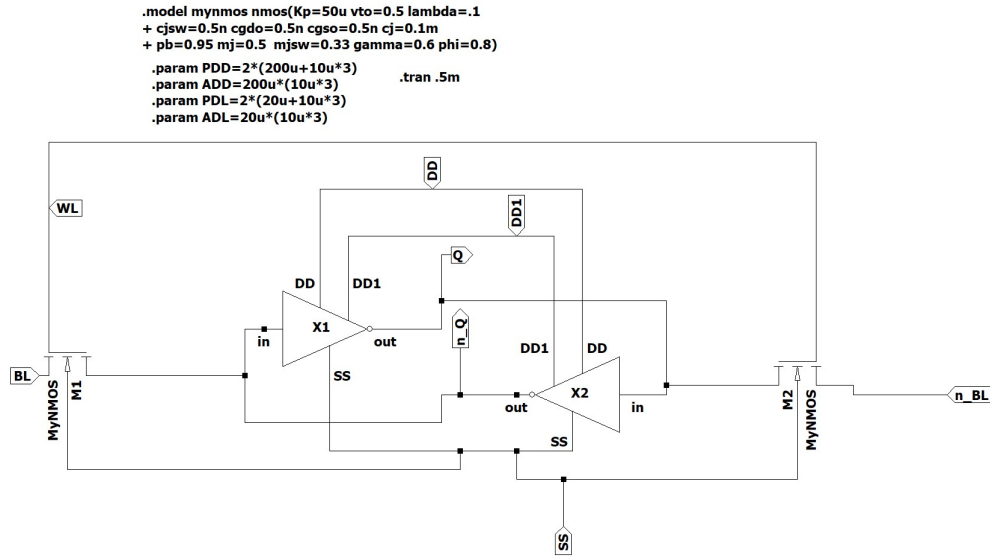 .model mynmos nmos(Kp=50u vto=0.5 lambda=.1
+ cjsw=0.5n cgdo=0.5n cgso=0.5n cj=0.1m
+ pb=0.95 mj=0.5  mjsw=0.33 gamma=0.6 phi=0.8)
.param PDD=2*(200u+10u*3)
.tran .5m
.param ADD=200u*(10u*3)
.param PDL=2*(20u+10u*3)
.param ADL=20u*(10u*3)
DD
WL
DD1
Q
DD
DD1
X1
n_Q
in
out
DD1
DD
SS
BL
M1
MyNMOS
X2
M2
MyNMOS
n_BL
out
in
SS
SS